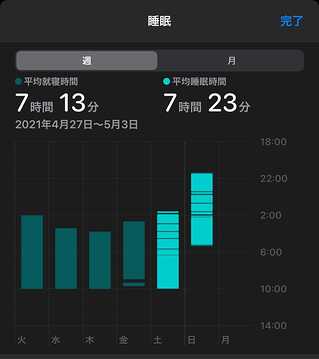 睡眠
完了
週
月
平均就寝時間
平均睡眠時間
7時間 13分
7時間 23分
2021年4月27日〜5月3日
18:00
22:00
2:00
6:00
10:00
14:00
火 水 木 金 土 日 月